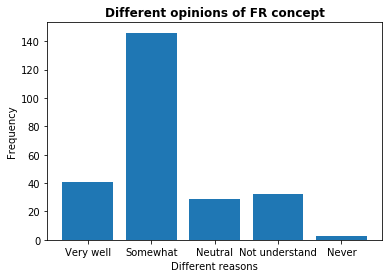 Different opinions of FR concept
Frequency
140
120
100
80
60
40
20
0
Very well Somewhat Neutral Not understand Never
Different reasons